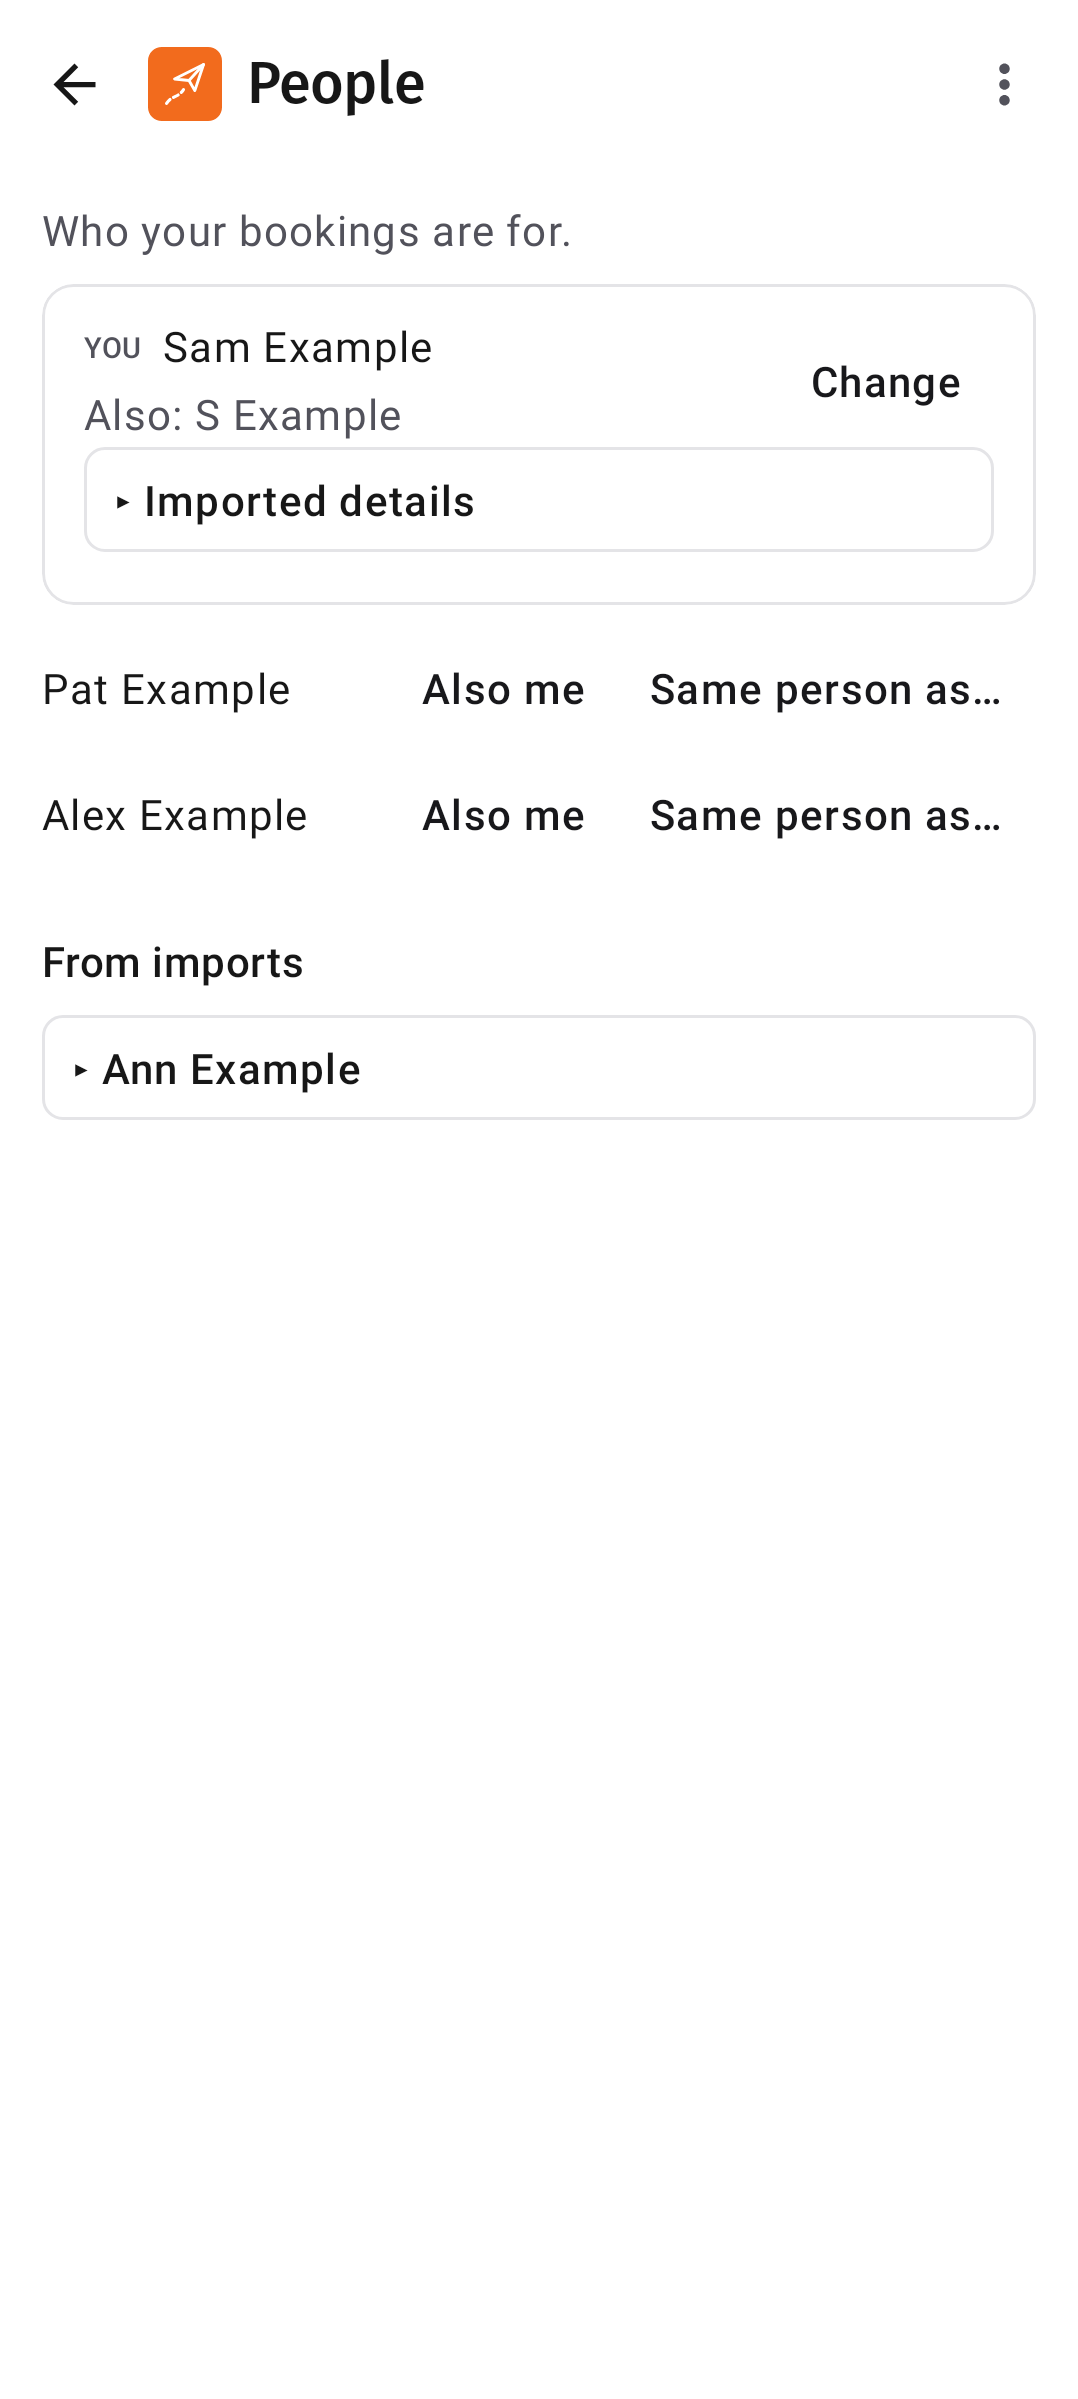 People
Who your bookings are for.
YOU Sam Example
Change
Also: S Example
▸ Imported details
Pat Example Also me Same person as…
Alex Example Also me Same person as…
From imports
▸ Ann Example